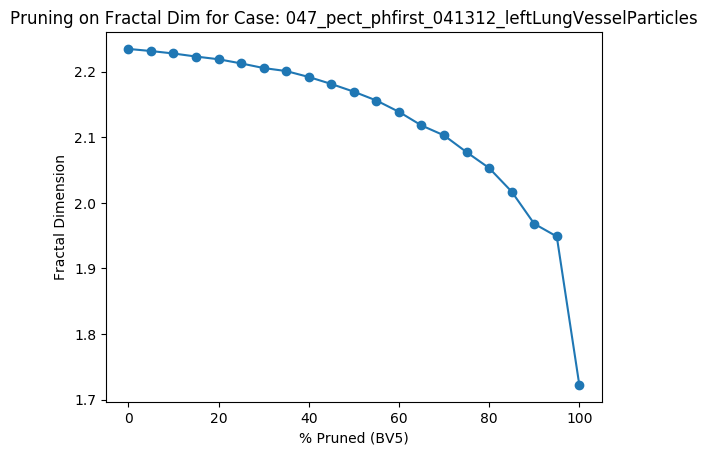 Pruning on Fractal Dim for Case: 047_pect_phfirst_041312_leftLungVesselParticles
2.2
2.1
2.0
1.9
1.8
1.7
Fractal Dimension
0 20 40 60 80 100
% Pruned (BV5)